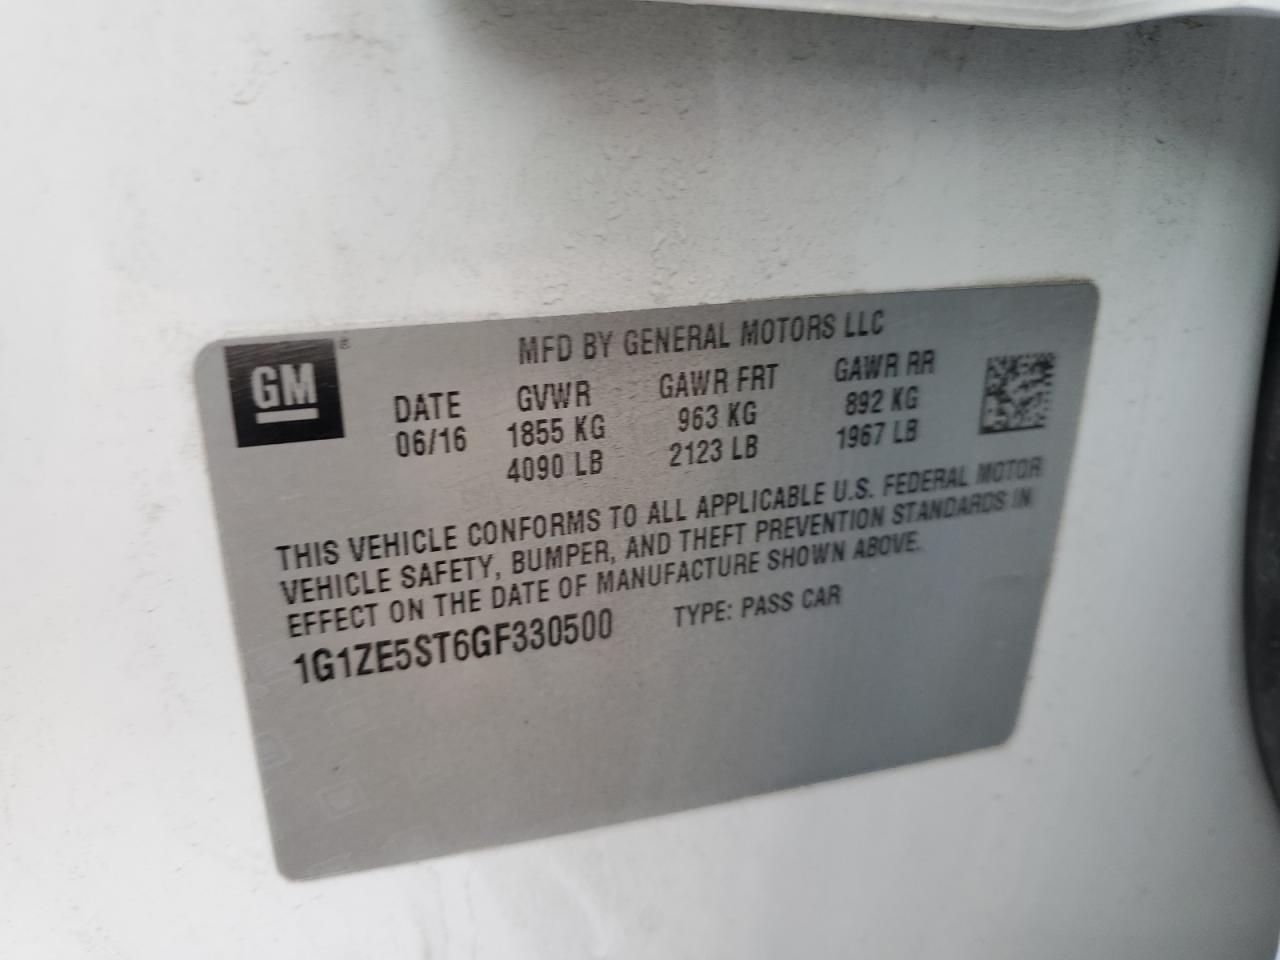 GM
MFD BY GENERAL MOTORS LLC
DATE GVWR GAWR FRT GAWR RR
06/16 1855 KG 963 KG 892 KG
4090 LB 2123 LB 1967 LB
THIS VEHICLE CONFORMS TO ALL APPLICABLE U.S. FEDERAL MOTOR
VEHICLE SAFETY, BUMPER, AND THEFT PREVENTION STANDARDS IN
EFFECT ON THE DATE OF MANUFACTURE SHOWN ABOVE.
1G1ZE5ST6GF330500 TYPE: PASS CAR